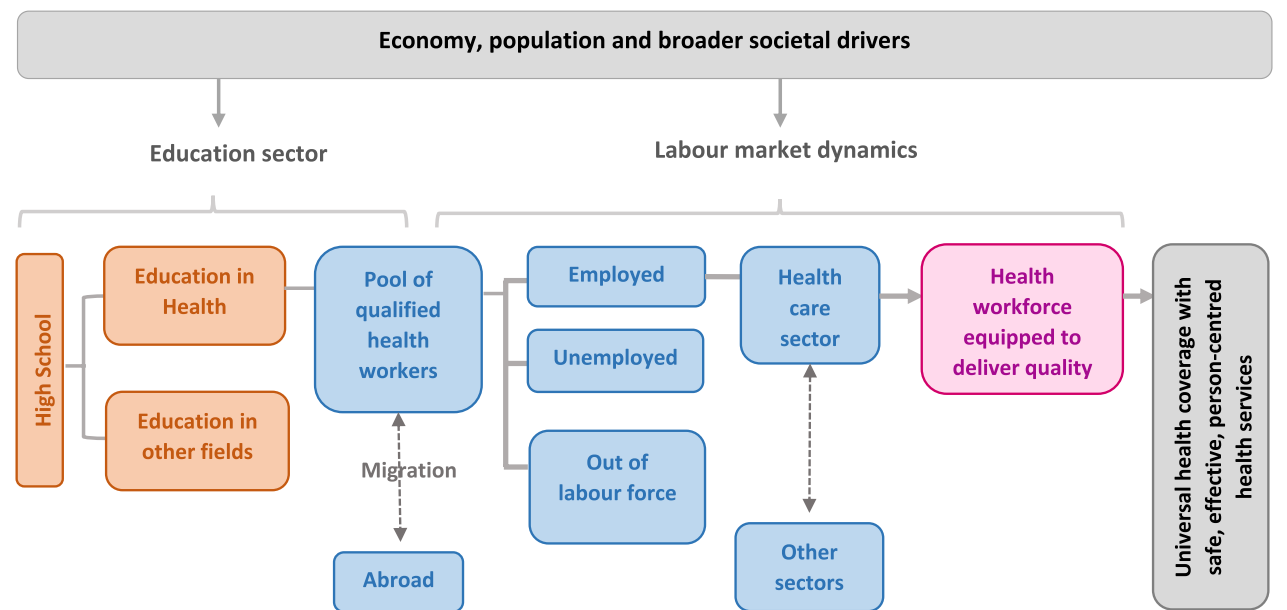 Economy, population and broader societal drivers
Education sector
Labour market dynamics
High School
Education in
Health
Education in
other fields
Pool of
qualified
health
workers
Migration
Abroad
Employed
Unemployed
Out of
labour force
Health
care
sector
Other
sectors
Health
workforce
equipped to
deliver quality
Universal health coverage with
safe, effective, person-centred
health services